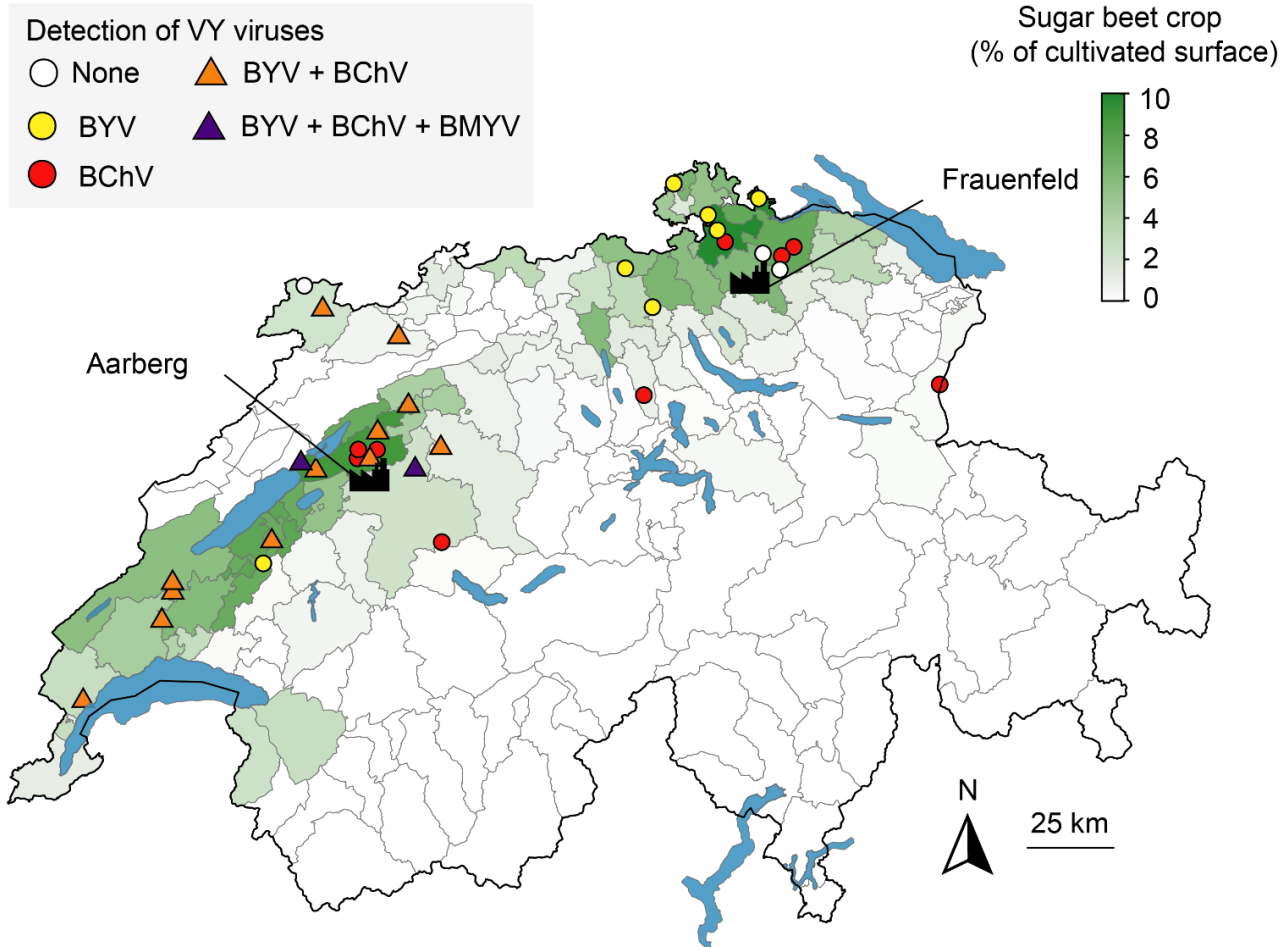 Detection of VY viruses
None
BYV + BChV
BYV
BYV + BChV + BMYV
BChV
Sugar beet crop
(% of cultivated surface)
10
8
6
4
2
0
Frauenfeld
Aarberg
N
25 km